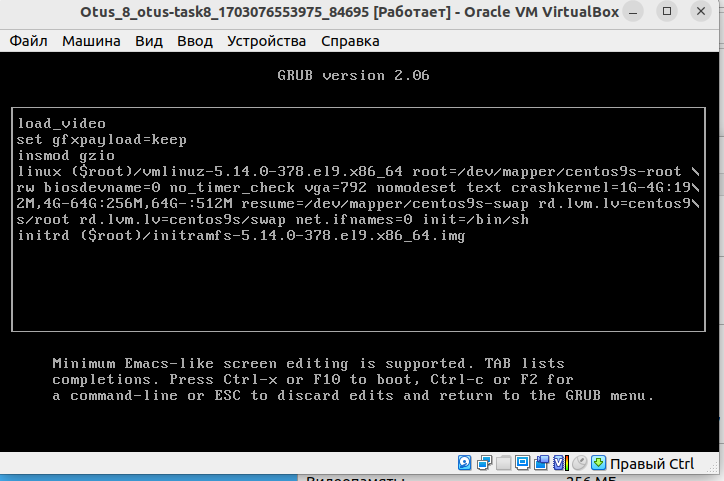 Otus_8_otus-task8_1703076553975_84695 [Работает] - Oracle VM VirtualBox
Файл Машина Вид Ввод Устройства Справка
GRUB version 2.06
load_video
set gfxpayload=keep
insmod gzio
linux ($root)/vmlinuz-5.14.0-378.el9.x86_64 root=/dev/mapper/centos9s-root \
rw biosdevname=0 no_timer_check vga=792 nomodeset text crashkernel=1G-4G:19\
2M,4G-64G:256M,64G-:512M resume=/dev/mapper/centos9s-swap rd.lvm.lv=centos9\
s/root rd.lvm.lv=centos9s/swap net.ifnames=0 init=/bin/sh
initrd ($root)/initramfs-5.14.0-378.el9.x86_64.img
Minimum Emacs-like screen editing is supported. TAB lists
completions. Press Ctrl-x or F10 to boot, Ctrl-c or F2 for
a command-line or ESC to discard edits and return to the GRUB menu.
Правый Ctrl
Видеопамять: 256 МБ